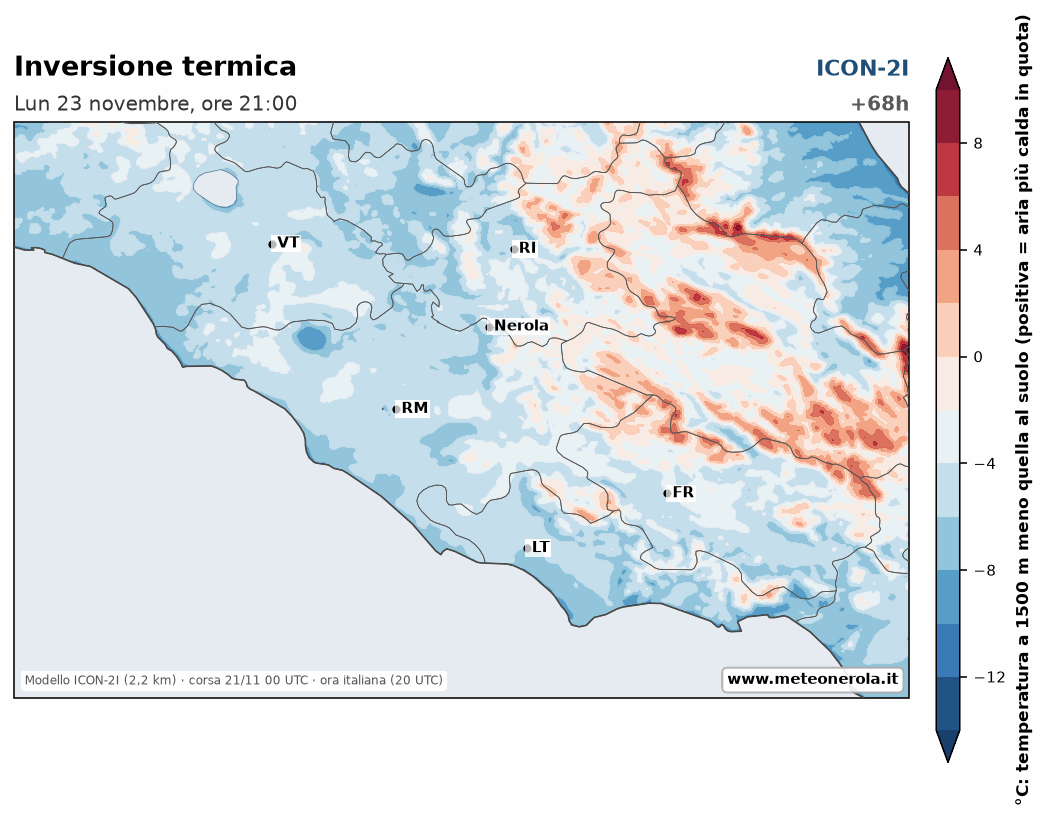 Inversione termica
ICON-2I
Lun 23 novembre, ore 21:00
+68h
VT
RI
Nerola
RM
FR
LT
Modello ICON-2I (2,2 km) · corsa 21/11 00 UTC · ora italiana (20 UTC)
www.meteonerola.it
8
4
0
−4
−8
−12
°C: temperatura a 1500 m meno quella al suolo (positiva = aria più calda in quota)